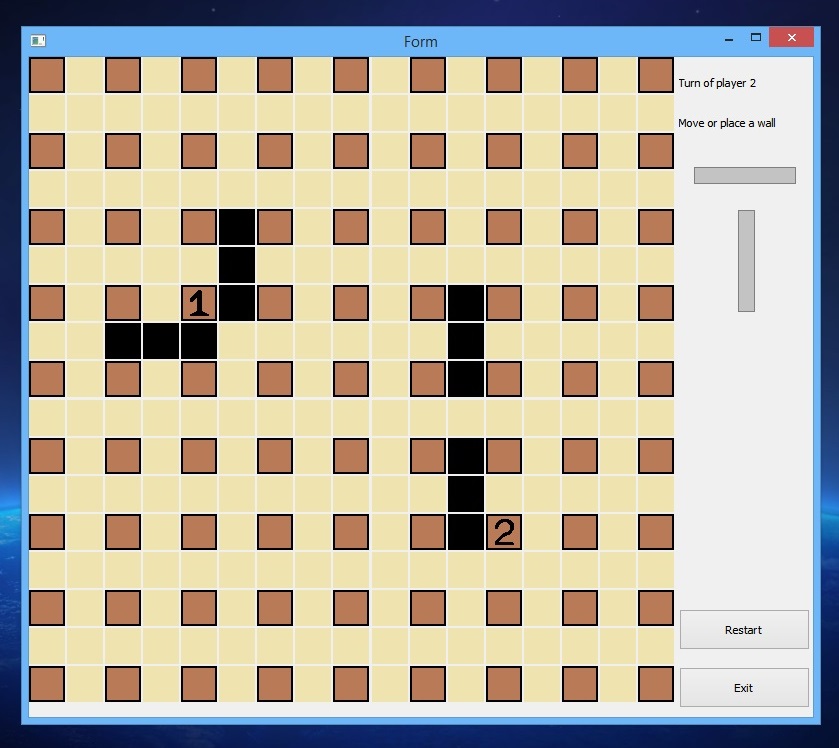 Form
Turn of player 2
Move or place a wall
1
2
Restart
Exit